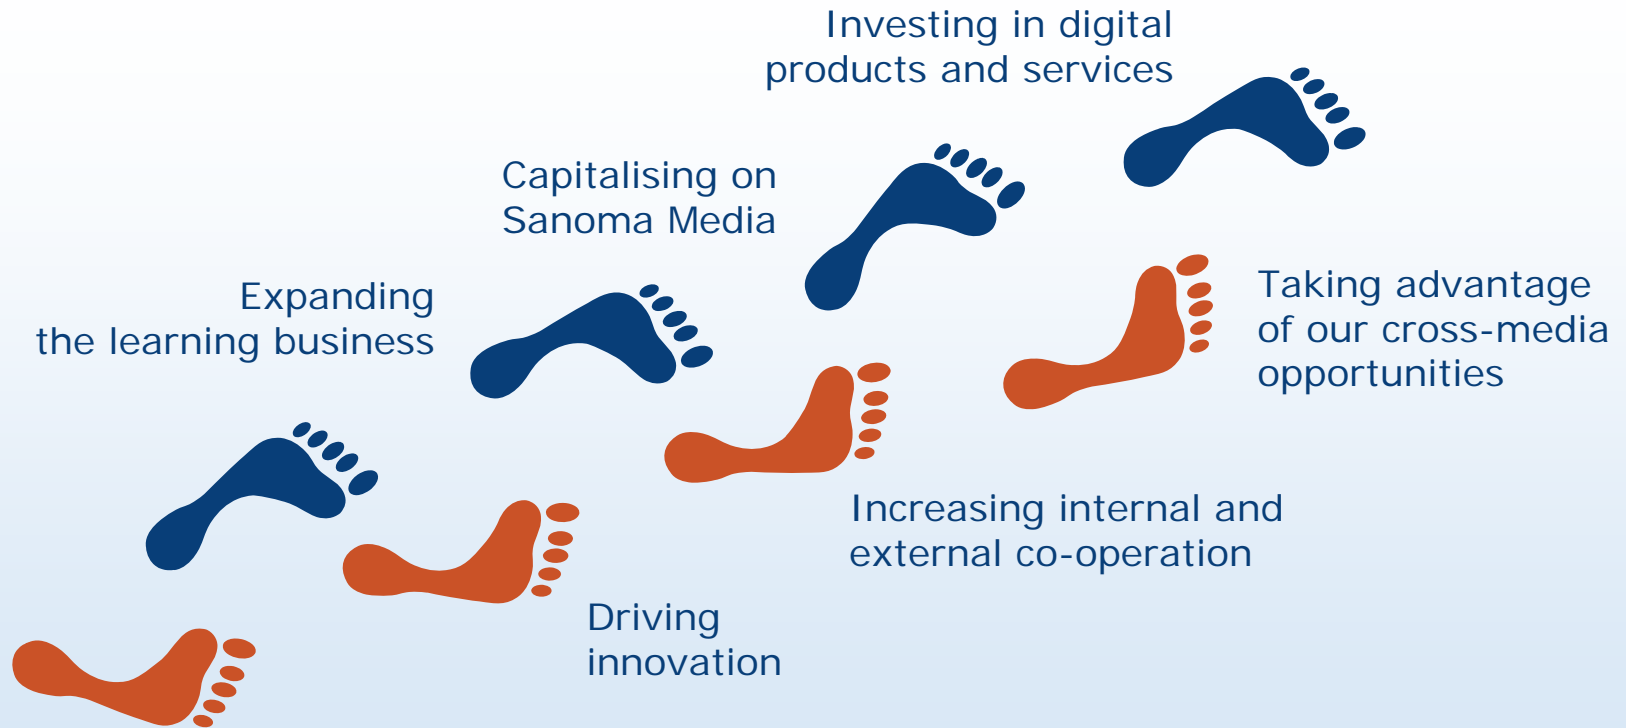 Investing in digital
products and services
Capitalising on
Sanoma Media
Expanding
the learning business
Taking advantage
of our cross-media
opportunities
Increasing internal and
external co-operation
Driving
innovation